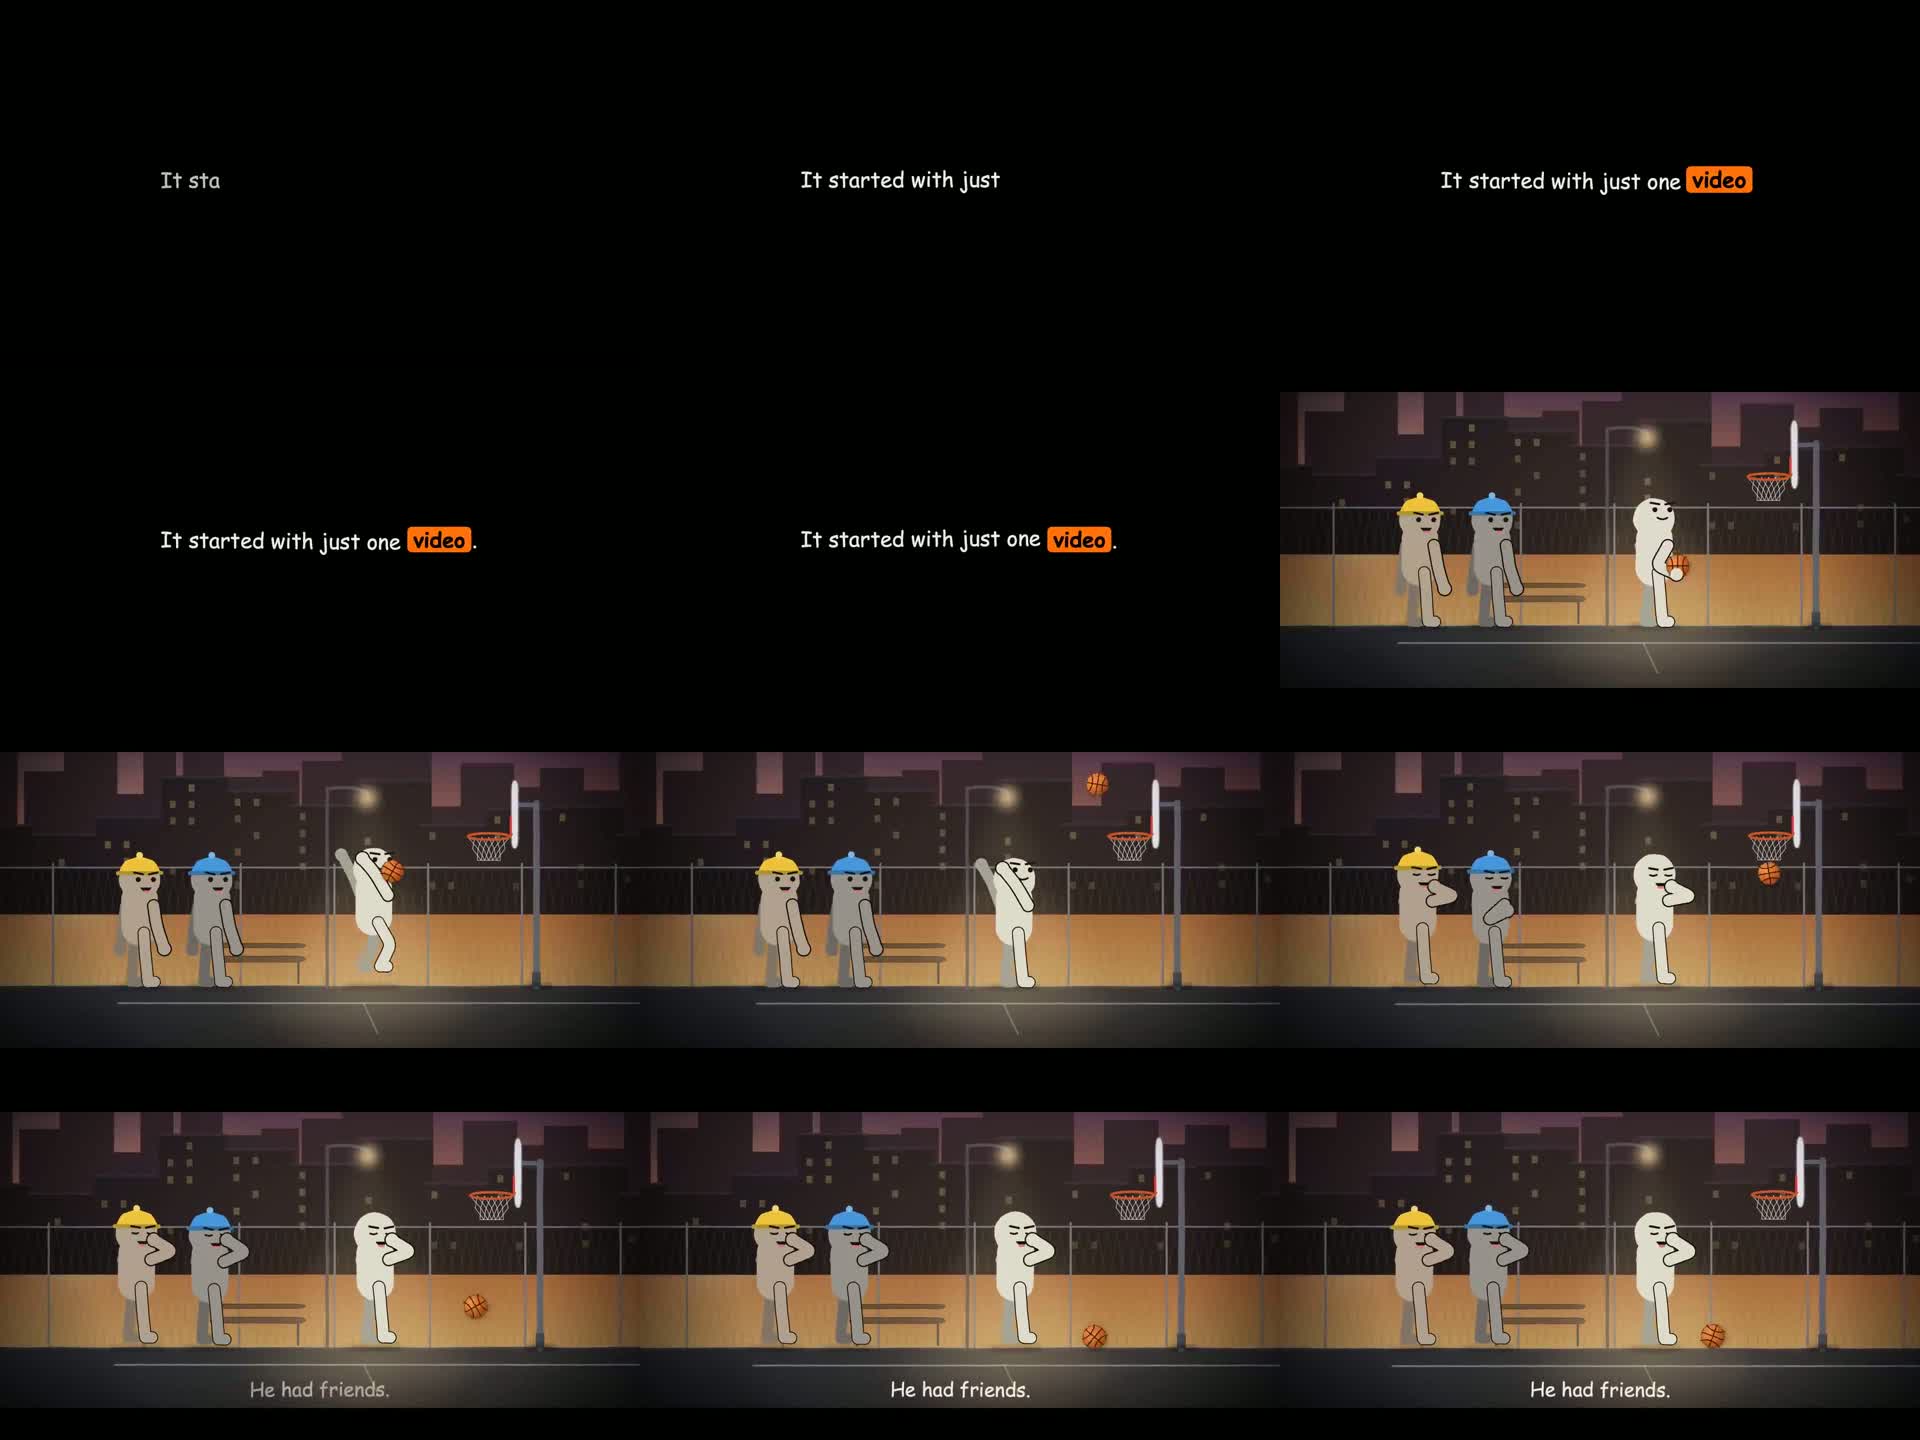 It sta
It started with just
It started with just one video
It started with just one video.
It started with just one video.
He had friends.
He had friends.
He had friends.